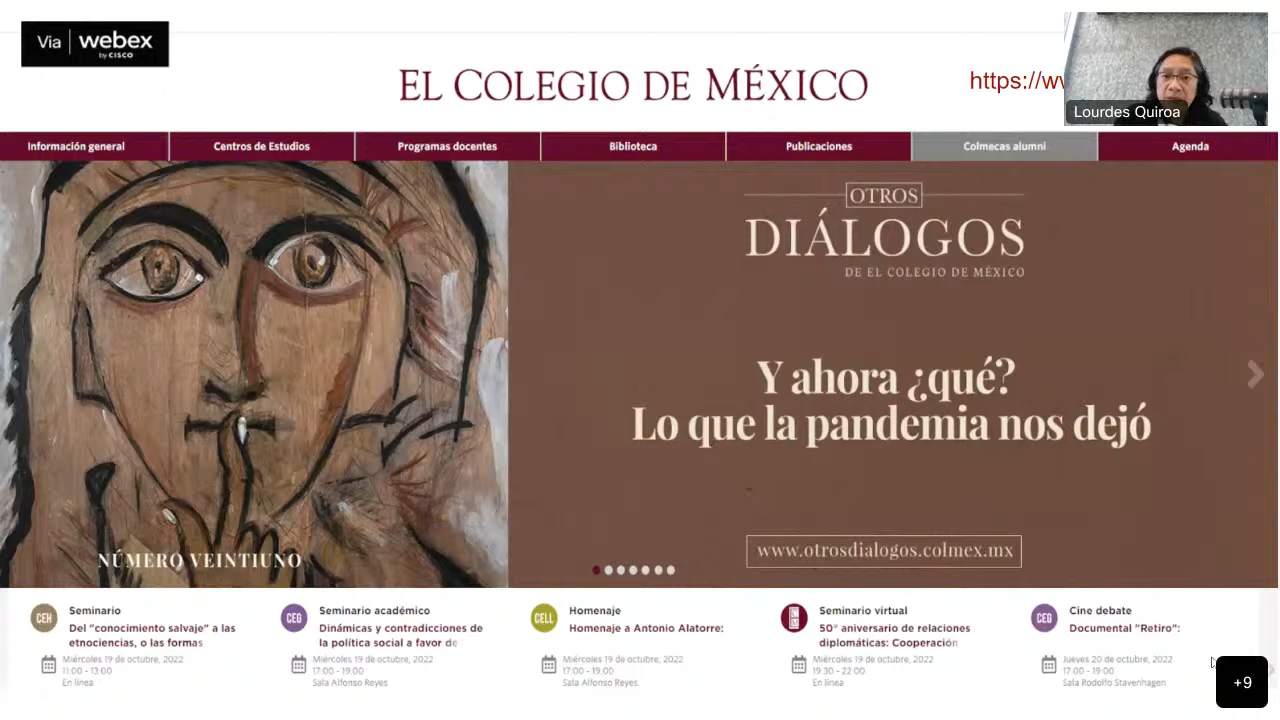 Via | webex
by CISCO
EL COLEGIO DE MÉXICO
https://w
Lourdes Quiroa
Información general
Centros de Estudios
Programas docentes
Biblioteca
Publicaciones
Colmecas alumni
Agenda
OTROS
DIÁLOGOS
DE EL COLEGIO DE MÉXICO
Y ahora ¿qué?
Lo que la pandemia nos dejó
NÚMERO VEINTIUNO
www.otrosdialogos.colmex.mx
CEH
Seminario
Del "conocimiento salvaje" a las
etnociencias, o las formas
Miércoles 19 de octubre, 2022
11:00 - 13:00
En línea
CEG
Seminario académico
Dinámicas y contradicciones de
la política social a favor de
Miércoles 19 de octubre, 2022
17:00 - 19:00
Sala Alfonso Reyes
CELL
Homenaje
Homenaje a Antonio Alatorre:
Miércoles 19 de octubre, 2022
17:00 - 19:00
Sala Alfonso Reyes
Seminario virtual
50° aniversario de relaciones
diplomáticas: Cooperación
Miércoles 19 de octubre, 2022
19:30 - 22:00
En línea
CEG
Cine debate
Documental "Retiro":
Jueves 20 de octubre, 2022
17:00 - 19:00
Sala Rodolfo Stavenhagen
+9